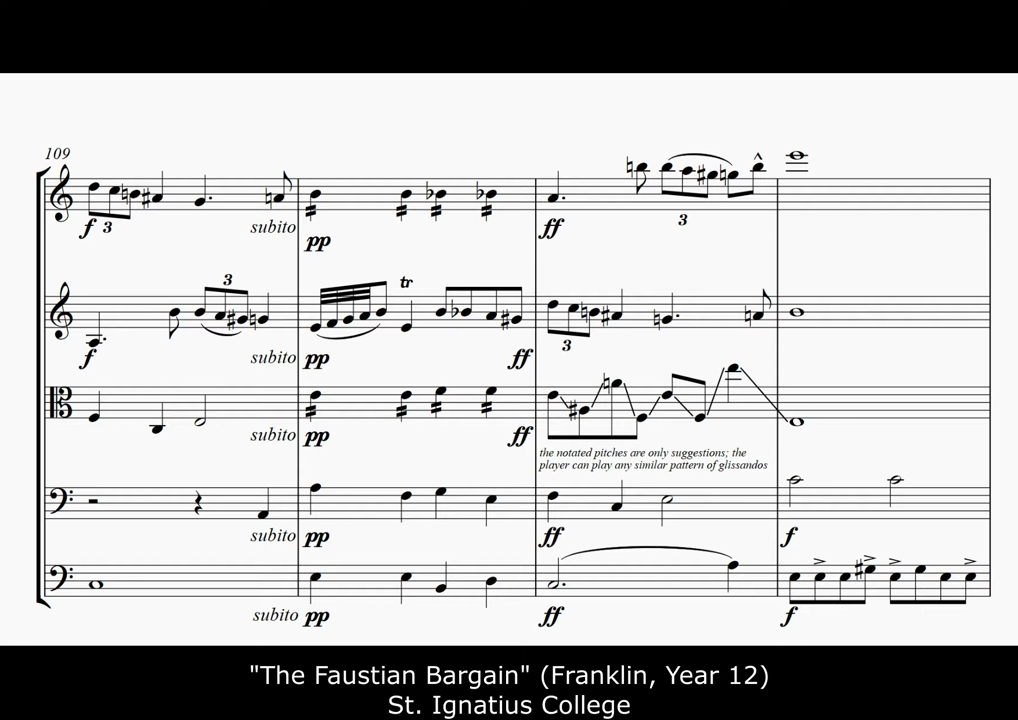 109
f 3 subito pp ff 3
3 tr
f subito pp ff 3
subito pp ff
the notated pitches are only suggestions; the
player can play any similar pattern of glissandos
subito pp ff f
subito pp ff f
"The Faustian Bargain" (Franklin, Year 12)
St. Ignatius College